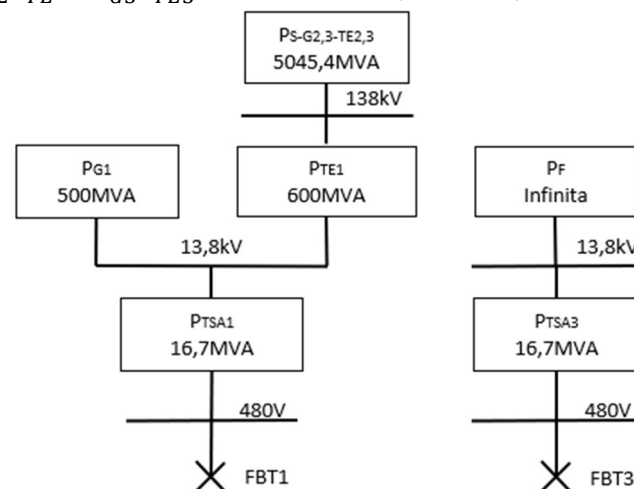 PS-G2,3-TE2,3
5045,4MVA
138kV
PG1
500MVA
PTE1
600MVA
PF
Infinita
13,8kV
13,8kV
PTSA1
16,7MVA
PTSA3
16,7MVA
480V
480V
FBT1
FBT3